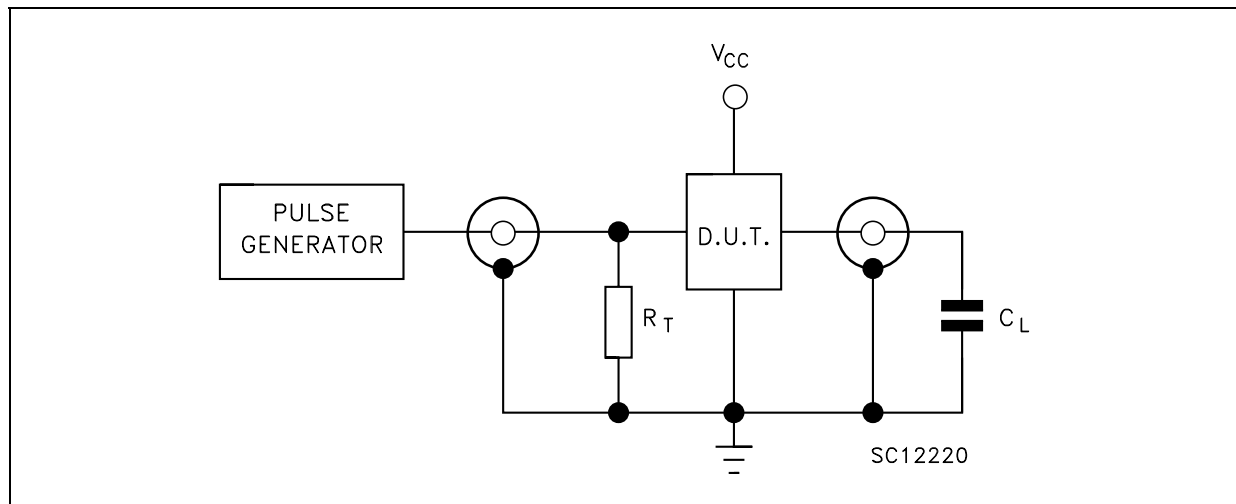 VCC
PULSE
GENERATOR
D.U.T.
RT
CL
SC12220